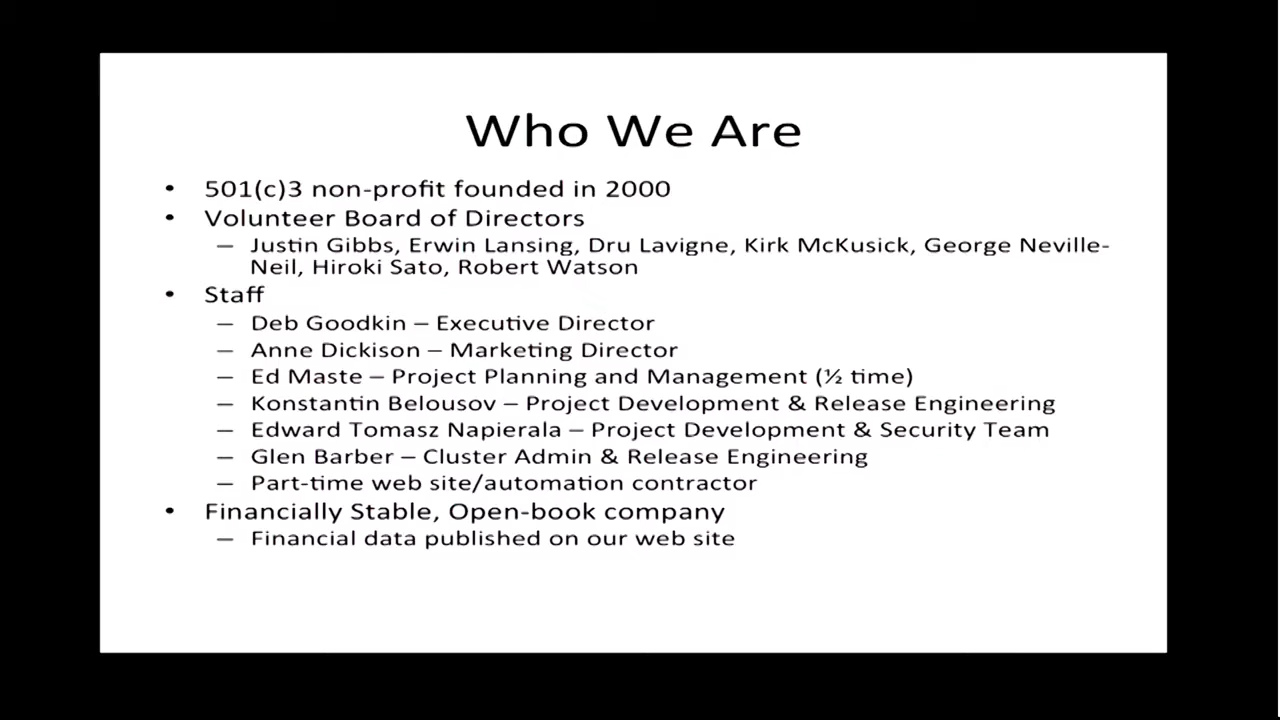 Who We Are
• 501(c)3 non-profit founded in 2000
• Volunteer Board of Directors
– Justin Gibbs, Erwin Lansing, Dru Lavigne, Kirk McKusick, George Neville-
Neil, Hiroki Sato, Robert Watson
• Staff
– Deb Goodkin – Executive Director
– Anne Dickison – Marketing Director
– Ed Maste – Project Planning and Management (½ time)
– Konstantin Belousov – Project Development & Release Engineering
– Edward Tomasz Napierala – Project Development & Security Team
– Glen Barber – Cluster Admin & Release Engineering
– Part-time web site/automation contractor
• Financially Stable, Open-book company
– Financial data published on our web site